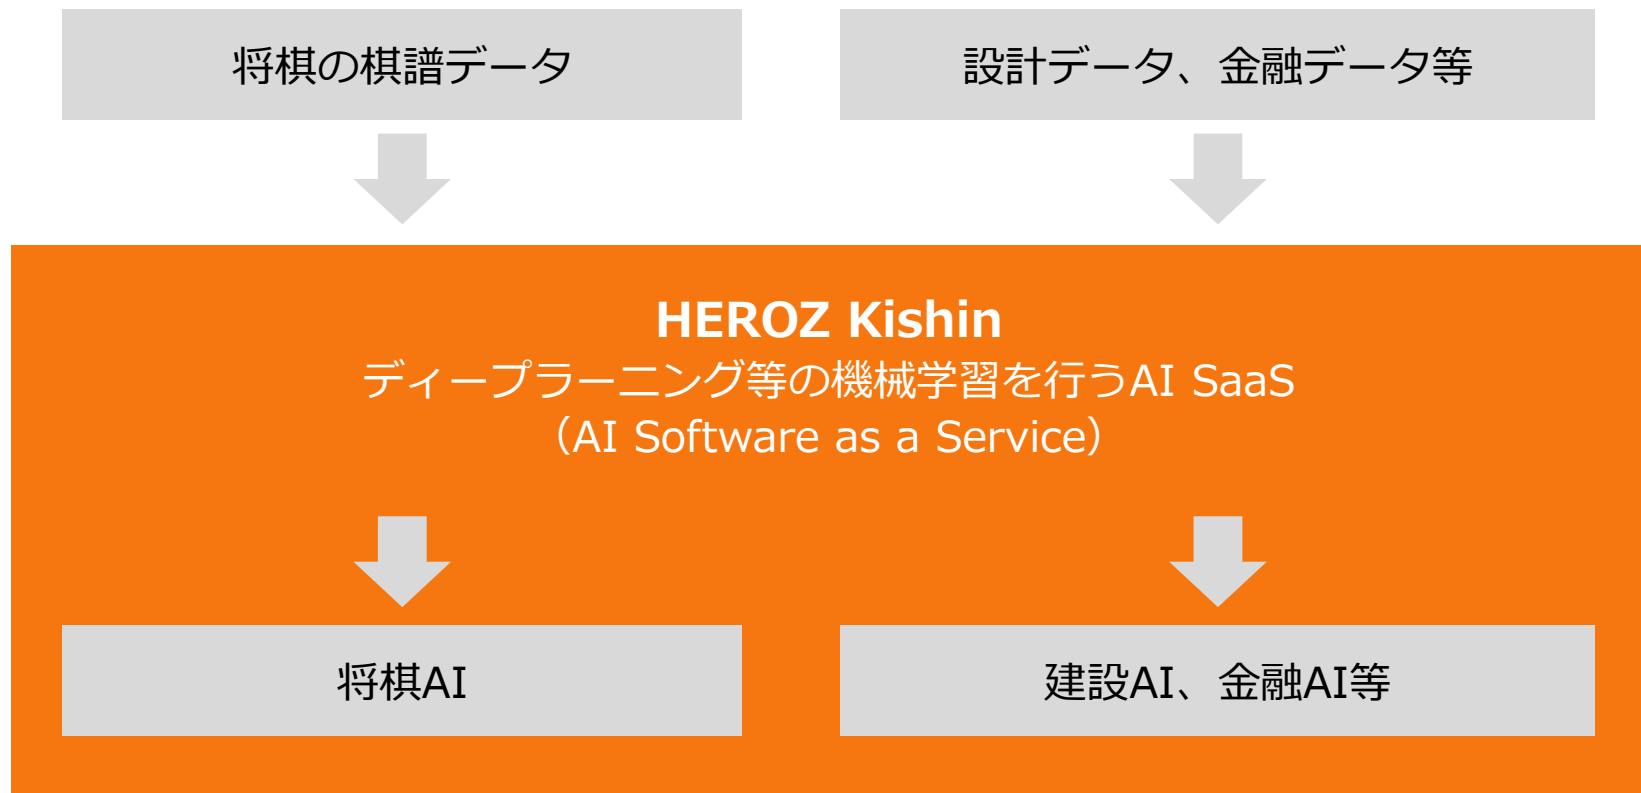 将棋の棋譜データ
設計データ、金融データ等
HEROZ Kishin
ディープラーニング等の機械学習を行うAI SaaS
（AI Software as a Service）
将棋AI
建設AI、金融AI等